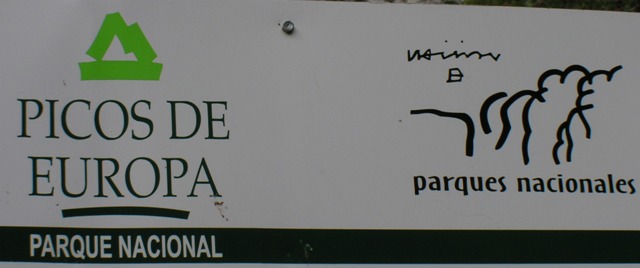 PICOS DE
EUROPA
PARQUE NACIONAL
parques nacionales